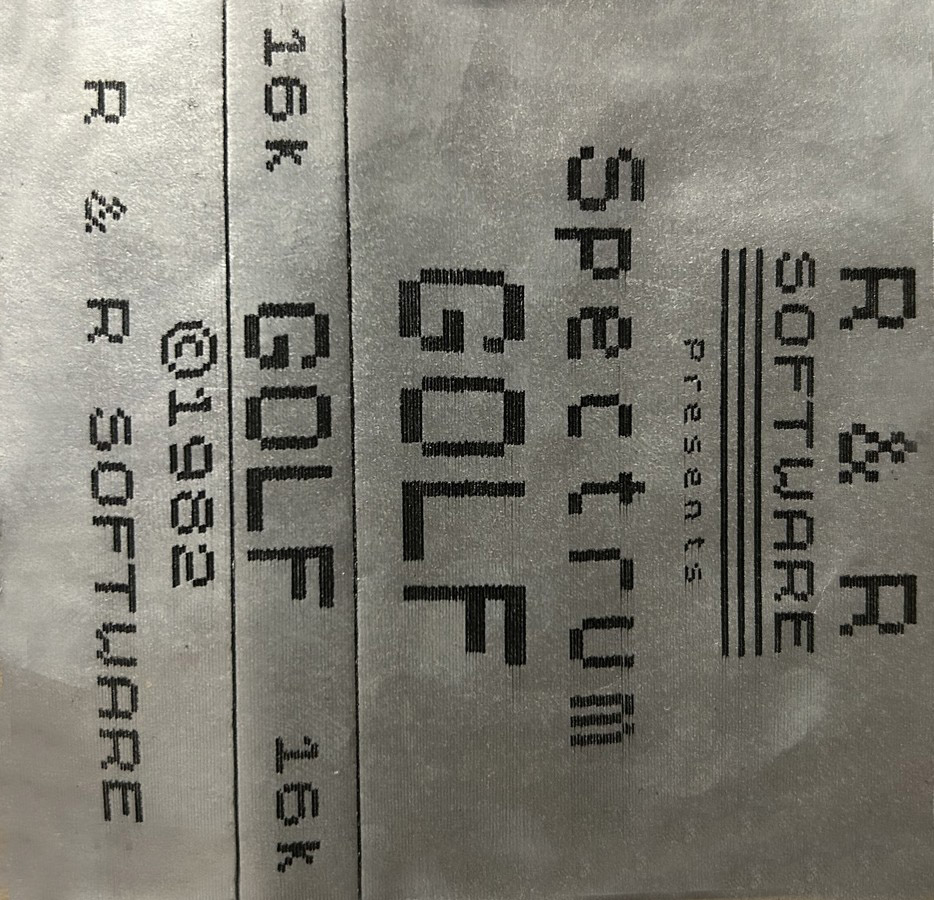 R & R
SOFTWARE
Presents
Spectrum
GOLF
16k GOLF 16k
@1982
R & R SOFTWARE